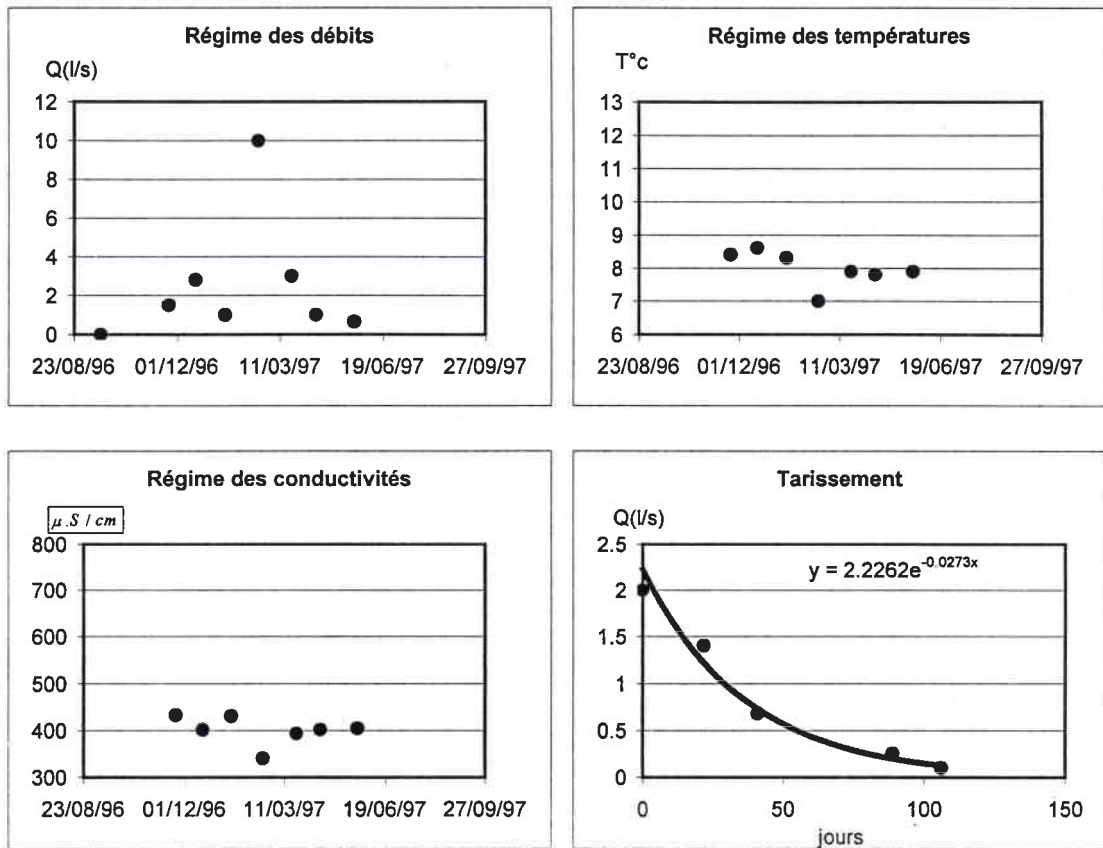 Régime des débits
Q(l/s)
12
10
8
6
4
2
0
23/08/96 01/12/96 11/03/97 19/06/97 27/09/97
Régime des températures
T°c
13
12
11
10
9
8
7
6
23/08/96 01/12/96 11/03/97 19/06/97 27/09/97
Régime des conductivités
μ.S / cm
800
700
600
500
400
300
23/08/96 01/12/96 11/03/97 19/06/97 27/09/97
Tarissement
Q(l/s)
2.5
y = 2.2262e^-0.0273x
2
1.5
1
0.5
0
0 50 100 150
jours